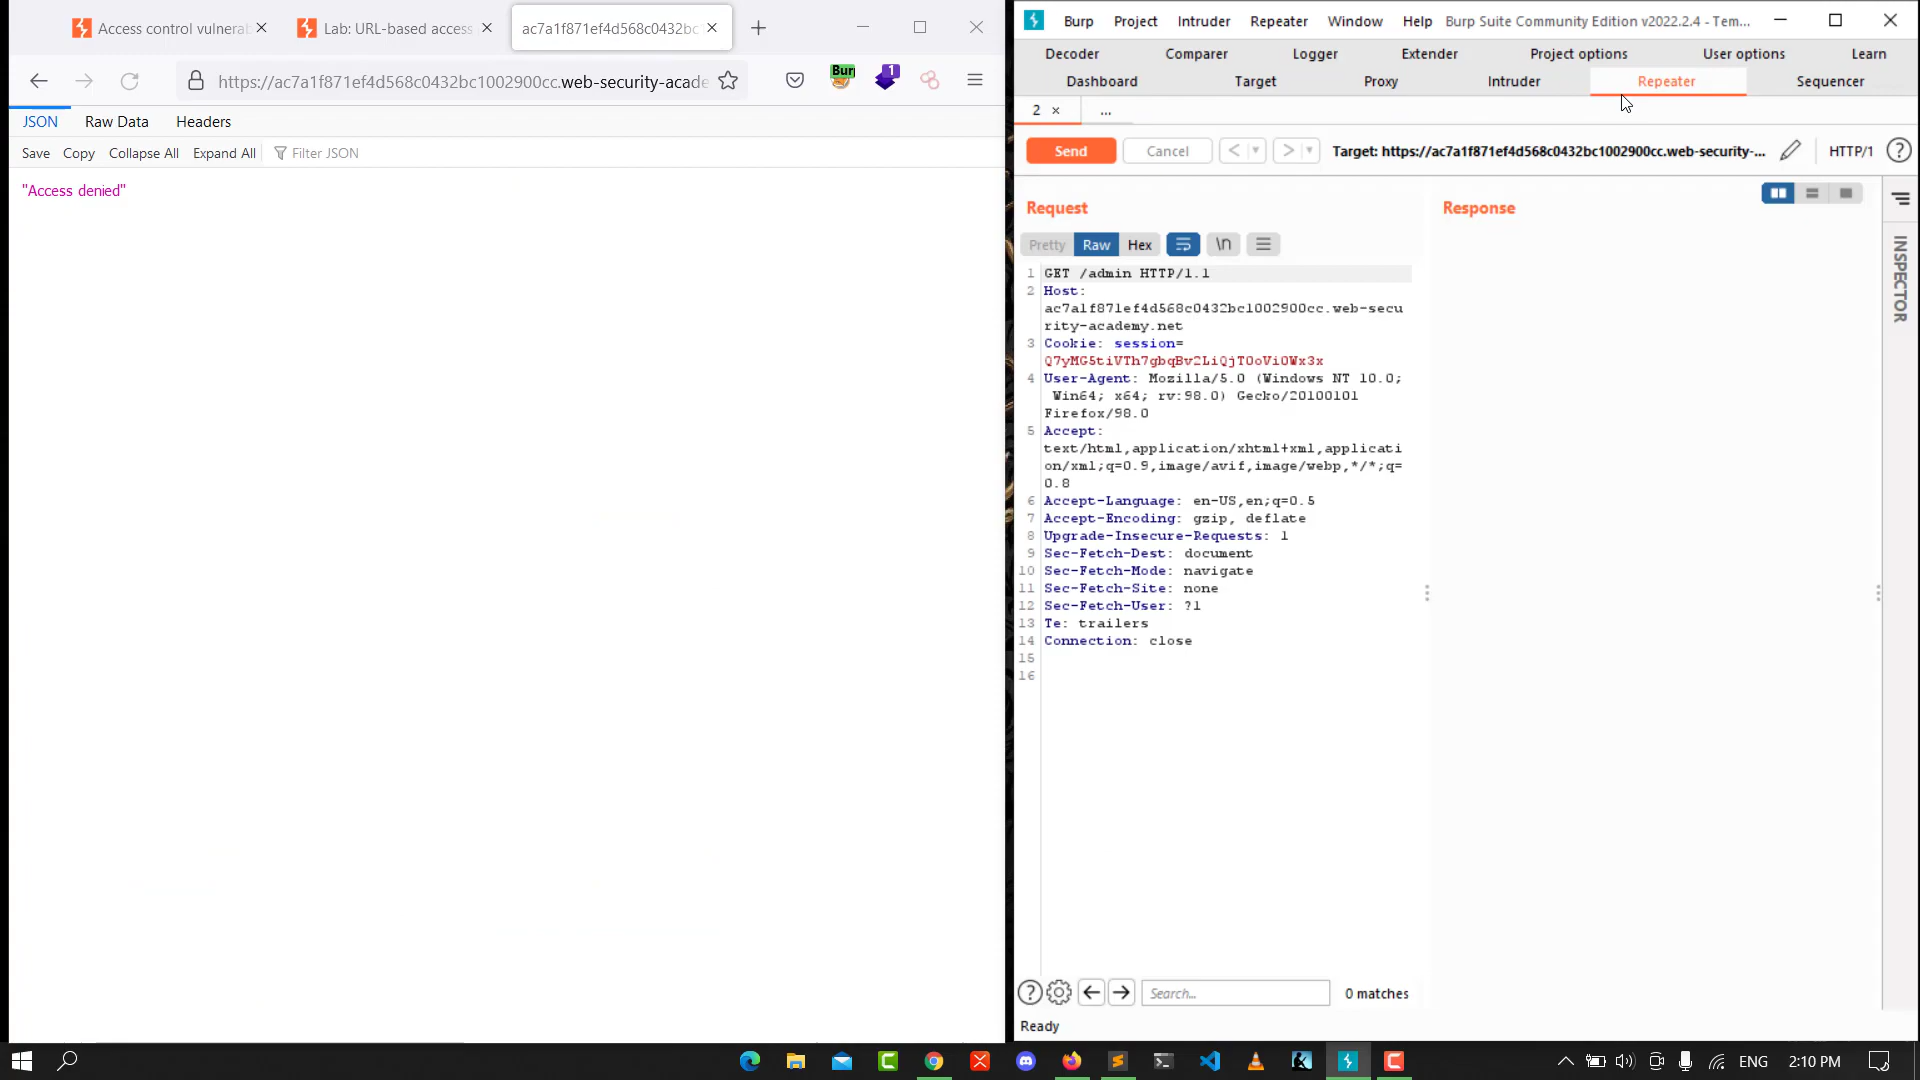 Access control vulnerab
Lab: URL-based access
ac7a1f871ef4d568c0432bc
https://ac7a1f871ef4d568c0432bc1002900cc.web-security-acade
Bur
1
JSON
Raw Data
Headers
Save
Copy
Collapse All
Expand All
Filter JSON
"Access denied"
Burp
Project
Intruder
Repeater
Window
Help
Burp Suite Community Edition v2022.2.4 - Tem...
Decoder
Comparer
Logger
Extender
Project options
User options
Learn
Dashboard
Target
Proxy
Intruder
Repeater
Sequencer
2 ×
...
Send
Cancel
Target: https://ac7a1f871ef4d568c0432bc1002900cc.web-security-...
HTTP/1
Request
Response
Pretty
Raw
Hex
\n
INSPECTOR
1 GET /admin HTTP/1.1
2 Host:
ac7a1f871ef4d568c0432bc1002900cc.web-secu
rity-academy.net
3 Cookie: session=
Q7yMG5tiVTh7gbqBv2LiQjT0oVi0Wx3x
4 User-Agent: Mozilla/5.0 (Windows NT 10.0;
Win64; x64; rv:98.0) Gecko/20100101
Firefox/98.0
5 Accept:
text/html,application/xhtml+xml,applicati
on/xml;q=0.9,image/avif,image/webp,*/*;q=
0.8
6 Accept-Language: en-US,en;q=0.5
7 Accept-Encoding: gzip, deflate
8 Upgrade-Insecure-Requests: 1
9 Sec-Fetch-Dest: document
10 Sec-Fetch-Mode: navigate
11 Sec-Fetch-Site: none
12 Sec-Fetch-User: ?1
13 Te: trailers
14 Connection: close
15
16
Search...
0 matches
Ready
ENG
2:10 PM